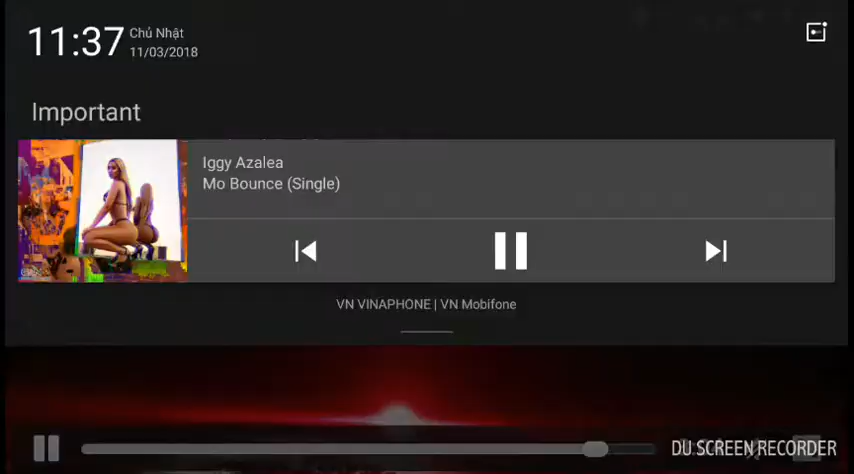 11:37
Chủ Nhật
11/03/2018
Important
Iggy Azalea
Mo Bounce (Single)
VN VINAPHONE | VN Mobifone
DU SCREEN RECORDER